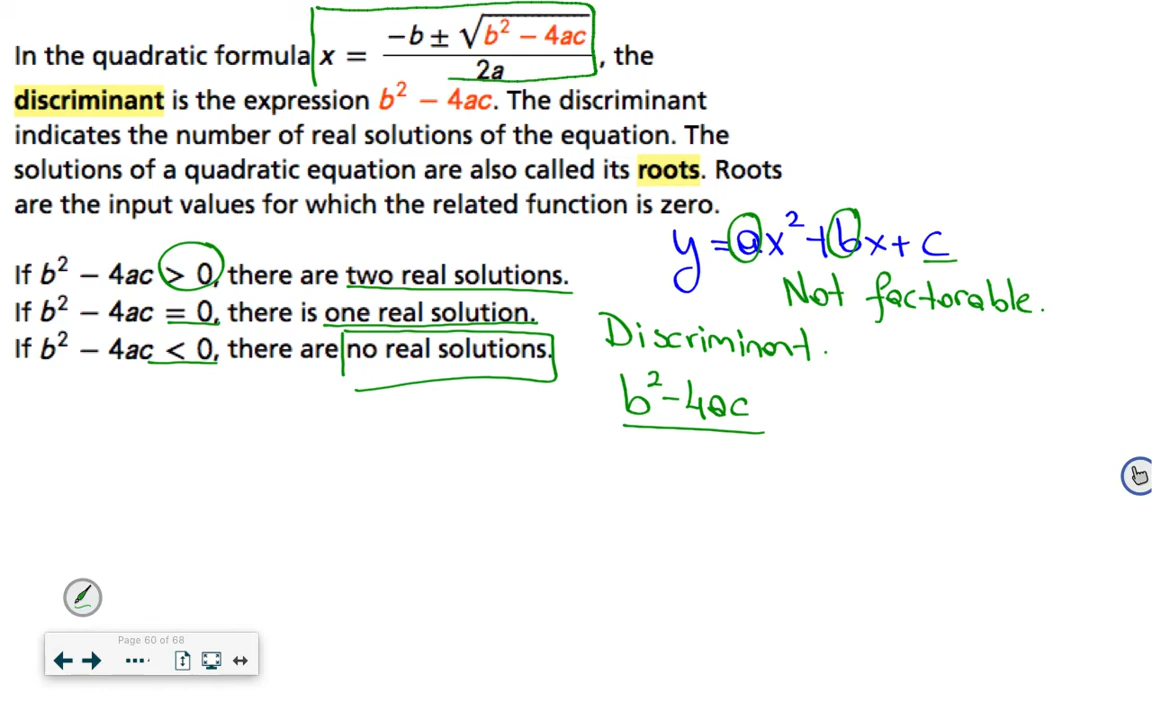 In the quadratic formula x = (-b ± √(b² – 4ac)) / 2a, the
discriminant is the expression b² – 4ac. The discriminant
indicates the number of real solutions of the equation. The
solutions of a quadratic equation are also called its roots. Roots
are the input values for which the related function is zero.
y = ax² + bx + c
If b² – 4ac > 0, there are two real solutions.
Not factorable.
If b² – 4ac = 0, there is one real solution.
Discriminant.
If b² – 4ac < 0, there are no real solutions.
b² – 4ac
Page 60 of 68